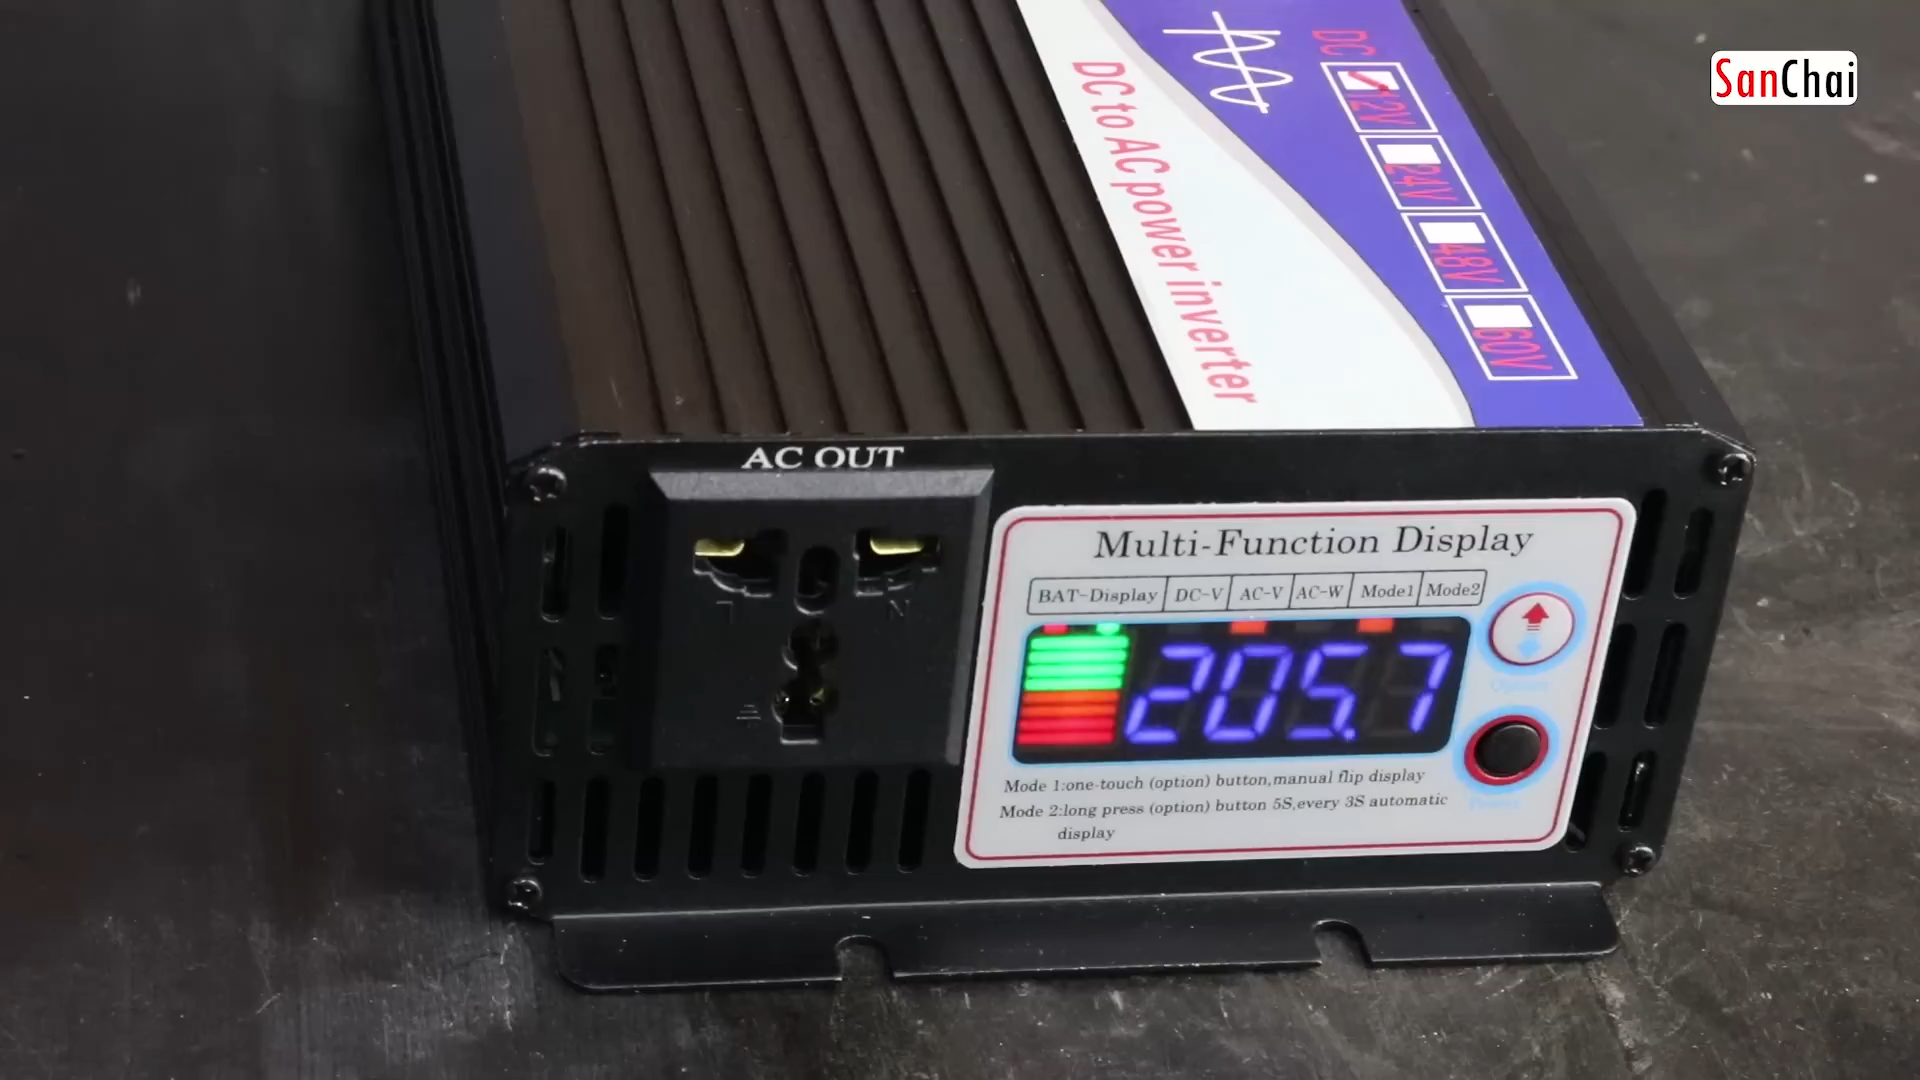 SanChai
DC to AC power inverter
DC
12V
24V
48V
60V
AC OUT
L
N
Multi-Function Display
BAT-Display DC-V AC-V AC-W Mode1 Mode2
205.7
Option
Power
Mode 1:one-touch (option) button,manual flip display
Mode 2:long press (option) button 5S,every 3S automatic
display